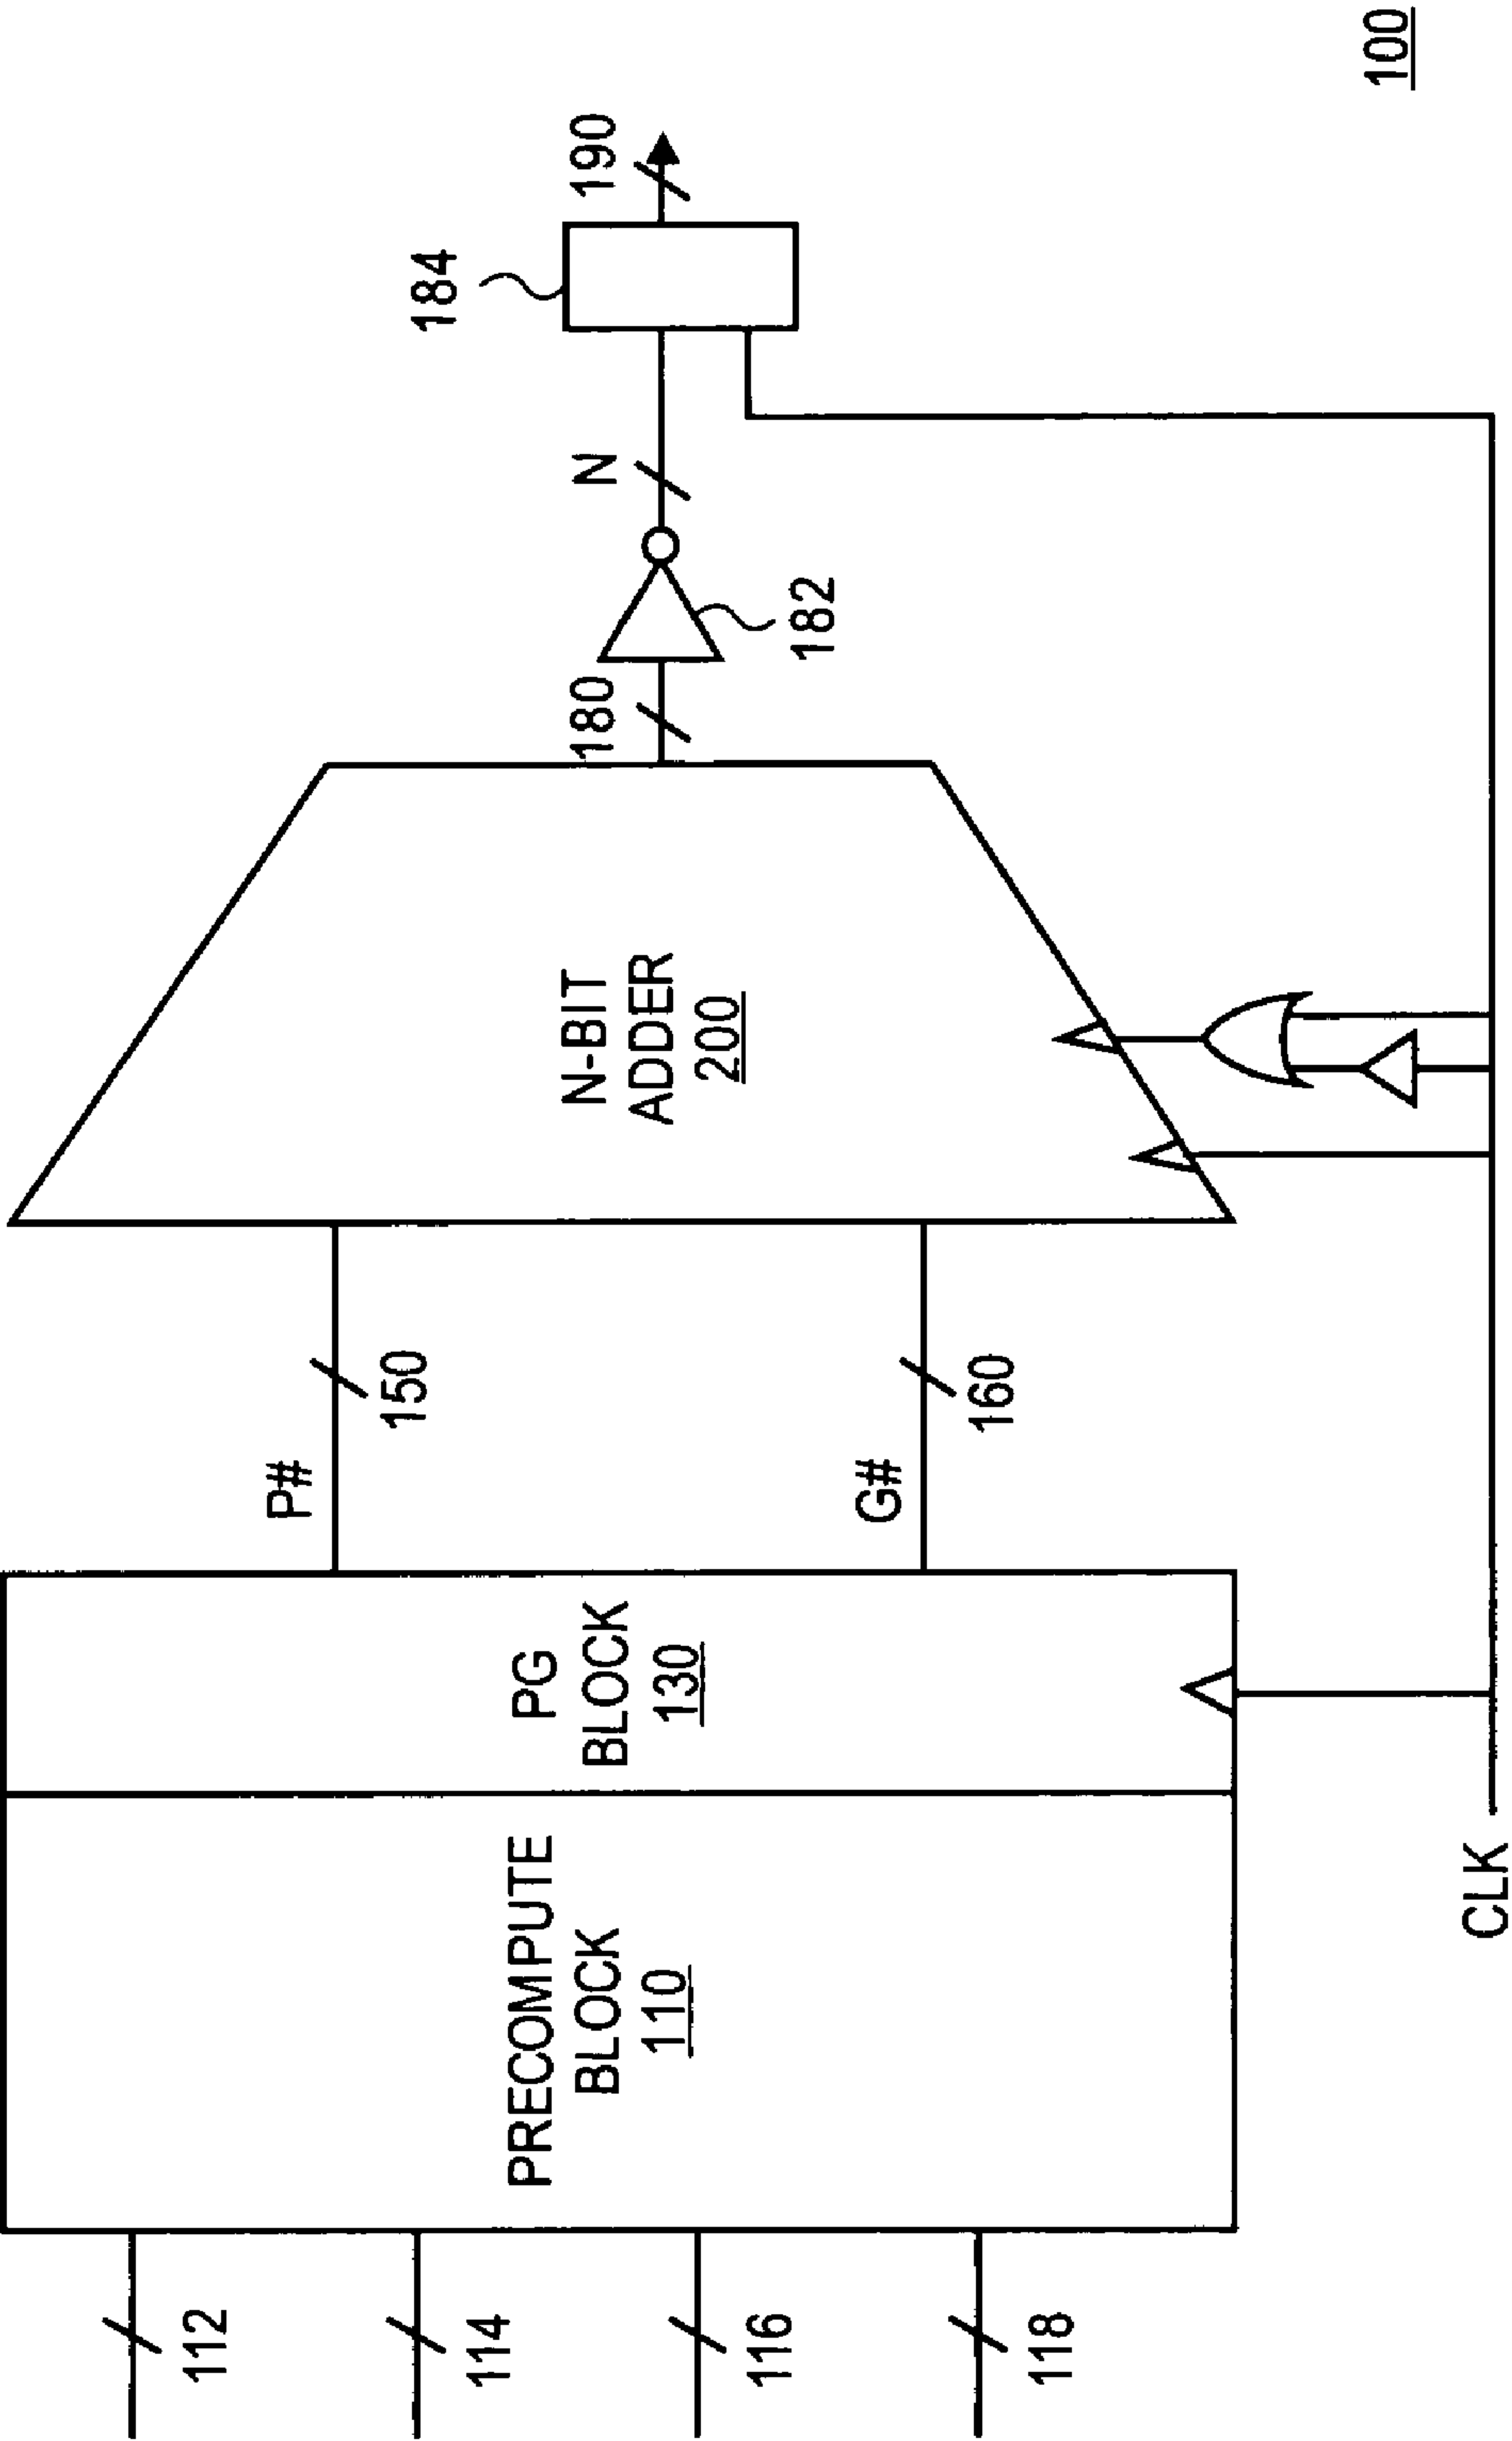 112
114
116
118
PRECOMPUTE
BLOCK
110
PG
BLOCK
130
P#
150
G#
160
N-BIT
ADDER
200
180
182
N
184
190
CLK
100